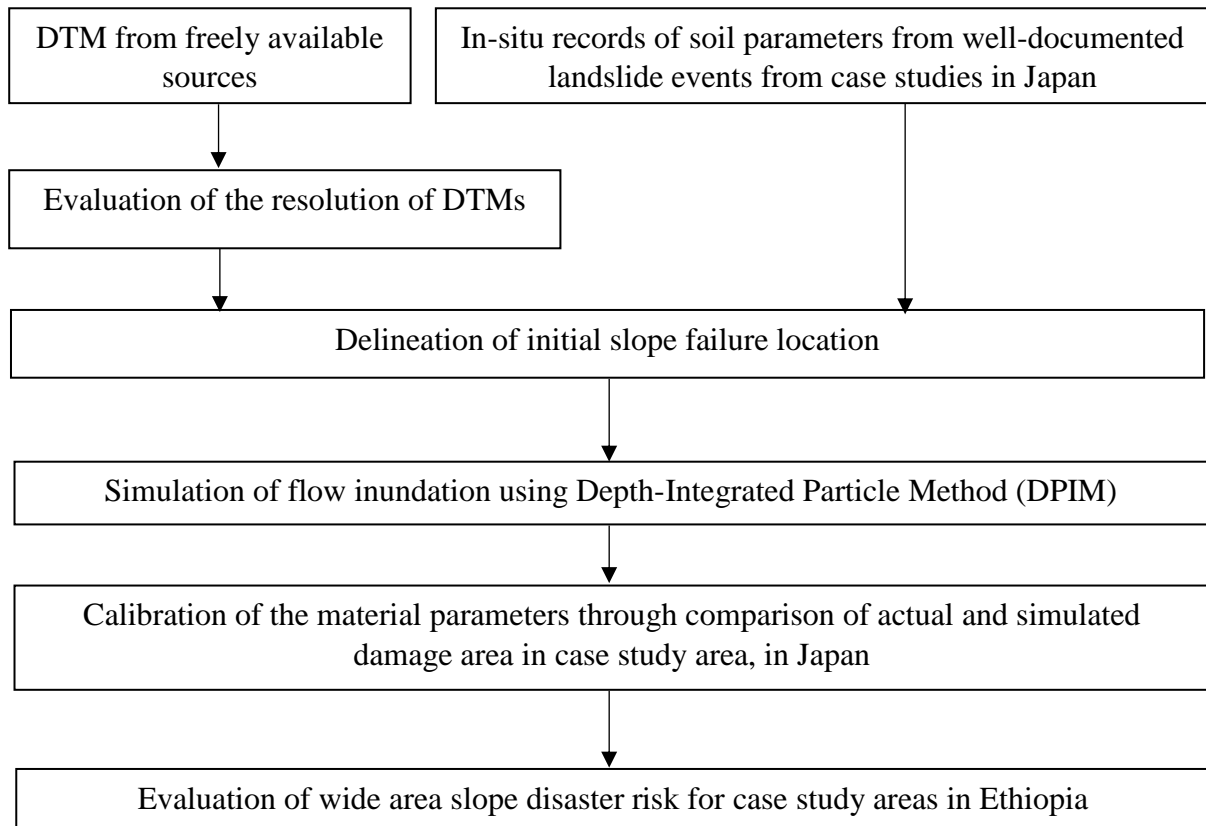 DTM from freely available
sources
In-situ records of soil parameters from well-documented
landslide events from case studies in Japan
Evaluation of the resolution of DTMs
Delineation of initial slope failure location
Simulation of flow inundation using Depth-Integrated Particle Method (DPIM)
Calibration of the material parameters through comparison of actual and simulated
damage area in case study area, in Japan
Evaluation of wide area slope disaster risk for case study areas in Ethiopia